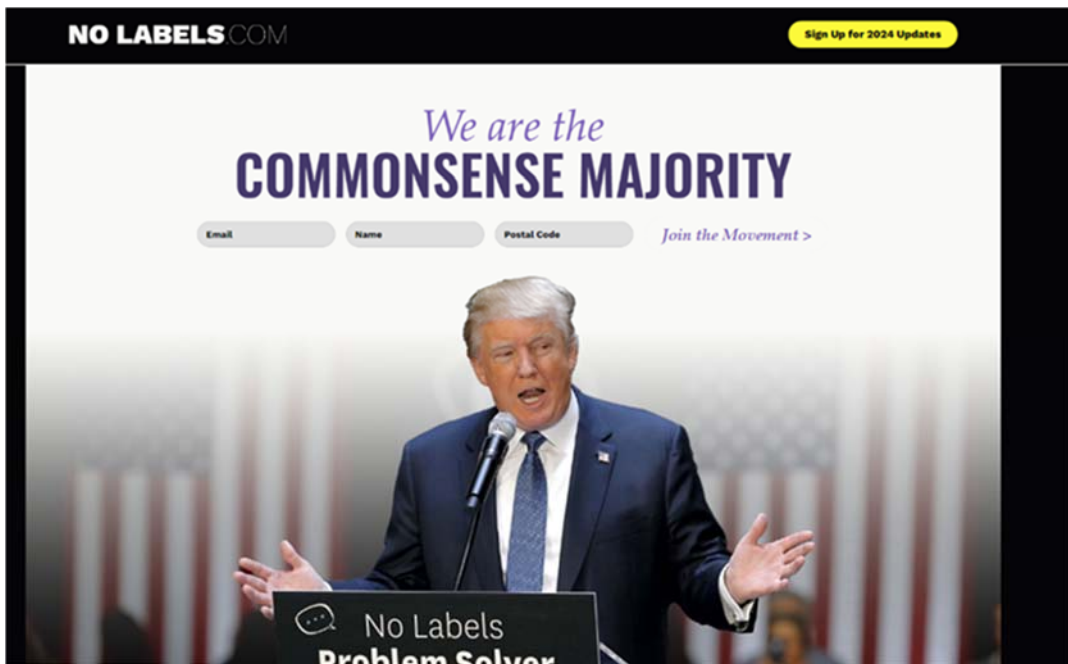 NO LABELS.COM
Sign Up for 2024 Updates
We are the
COMMONSENSE MAJORITY
Email
Name
Postal Code
Join the Movement >
No Labels
Problem Solver